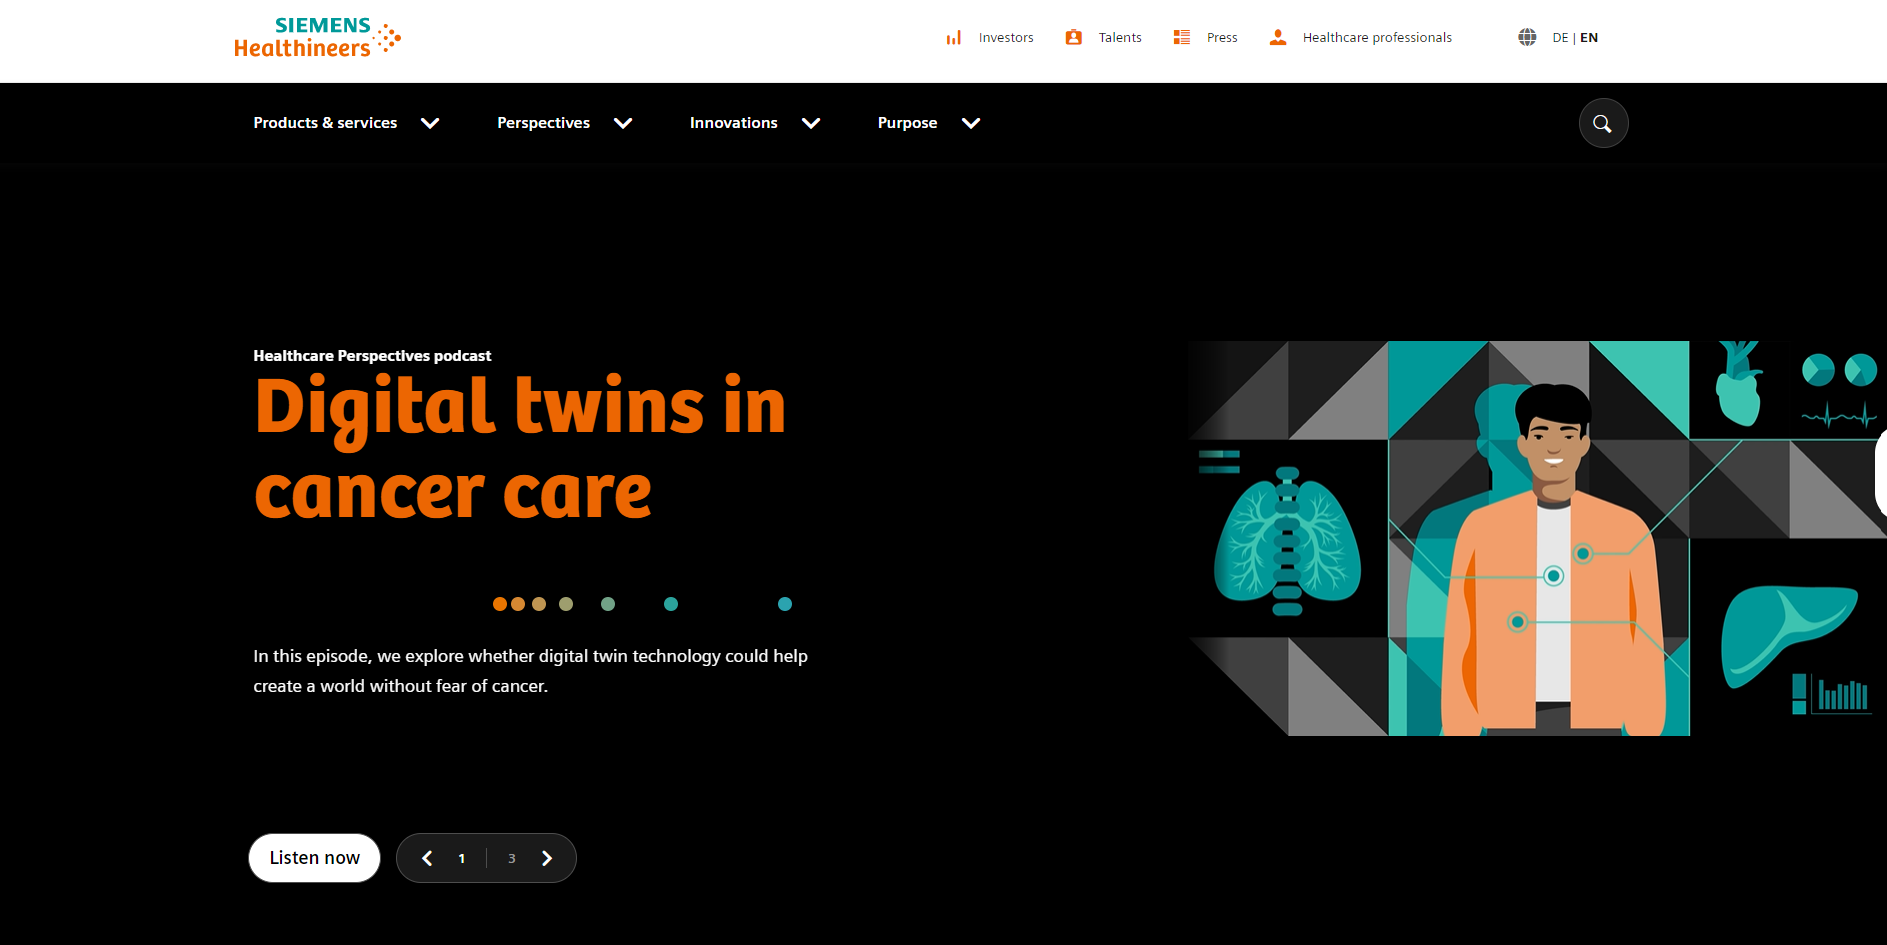 SIEMENS
Healthineers
Investors
Talents
Press
Healthcare professionals
DE | EN
Products & services
Perspectives
Innovations
Purpose
Healthcare Perspectives podcast
Digital twins in
cancer care
In this episode, we explore whether digital twin technology could help
create a world without fear of cancer.
Listen now
1 | 3